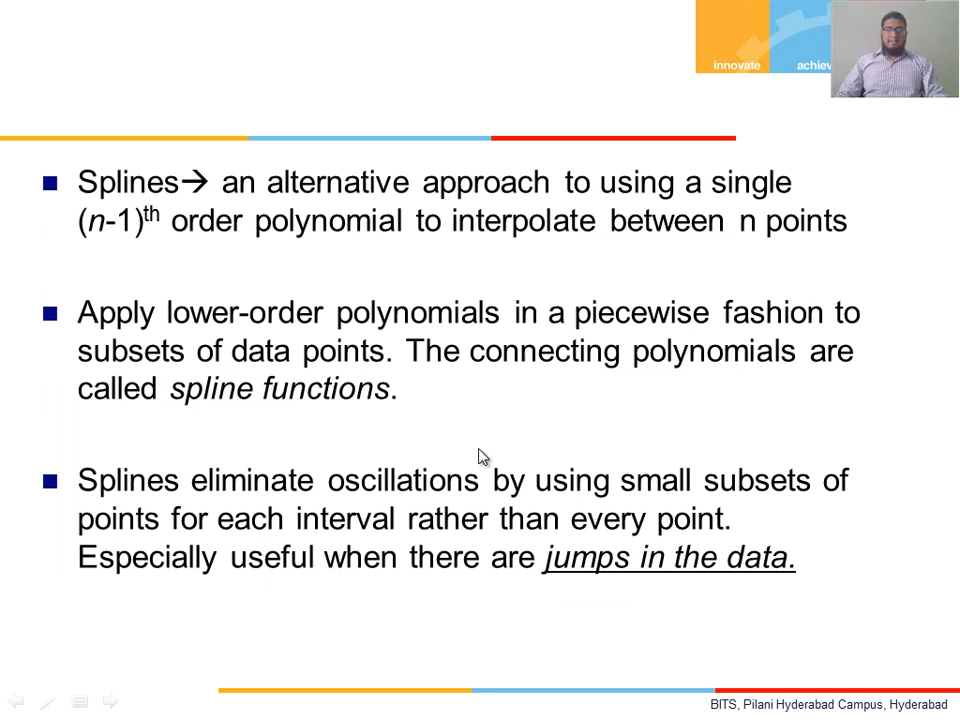 innovate
achiev
Splines→ an alternative approach to using a single
(n-1)th order polynomial to interpolate between n points
Apply lower-order polynomials in a piecewise fashion to
subsets of data points. The connecting polynomials are
called spline functions.
Splines eliminate oscillations by using small subsets of
points for each interval rather than every point.
Especially useful when there are jumps in the data.
BITS, Pilani Hyderabad Campus, Hyderabad